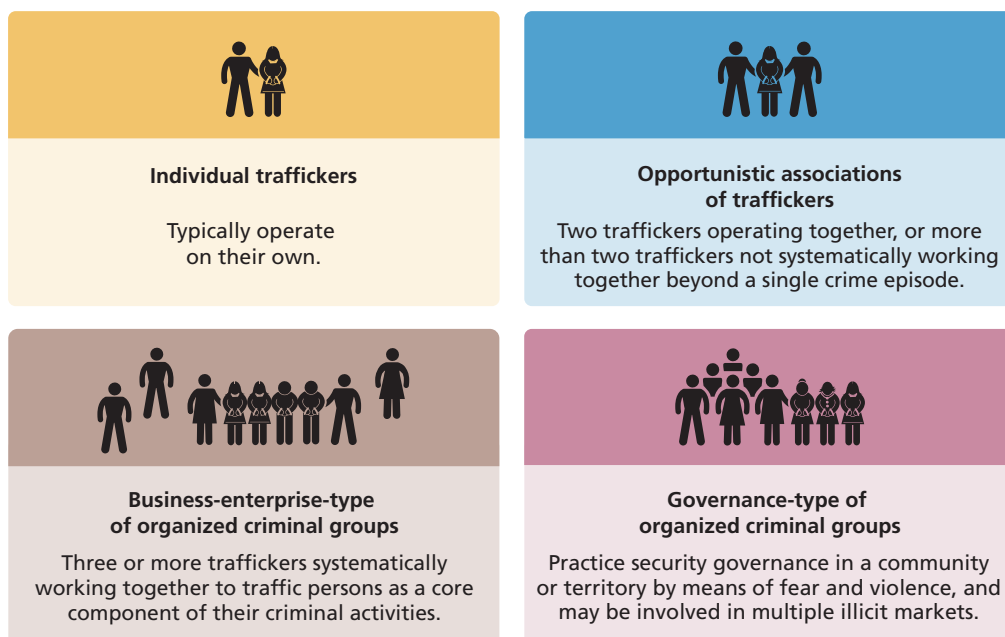 Individual traffickers
Typically operate
on their own.
Opportunistic associations
of traffickers
Two traffickers operating together, or more
than two traffickers not systematically working
together beyond a single crime episode.
Business-enterprise-type
of organized criminal groups
Three or more traffickers systematically
working together to traffic persons as a core
component of their criminal activities.
Governance-type of
organized criminal groups
Practice security governance in a community
or territory by means of fear and violence, and
may be involved in multiple illicit markets.